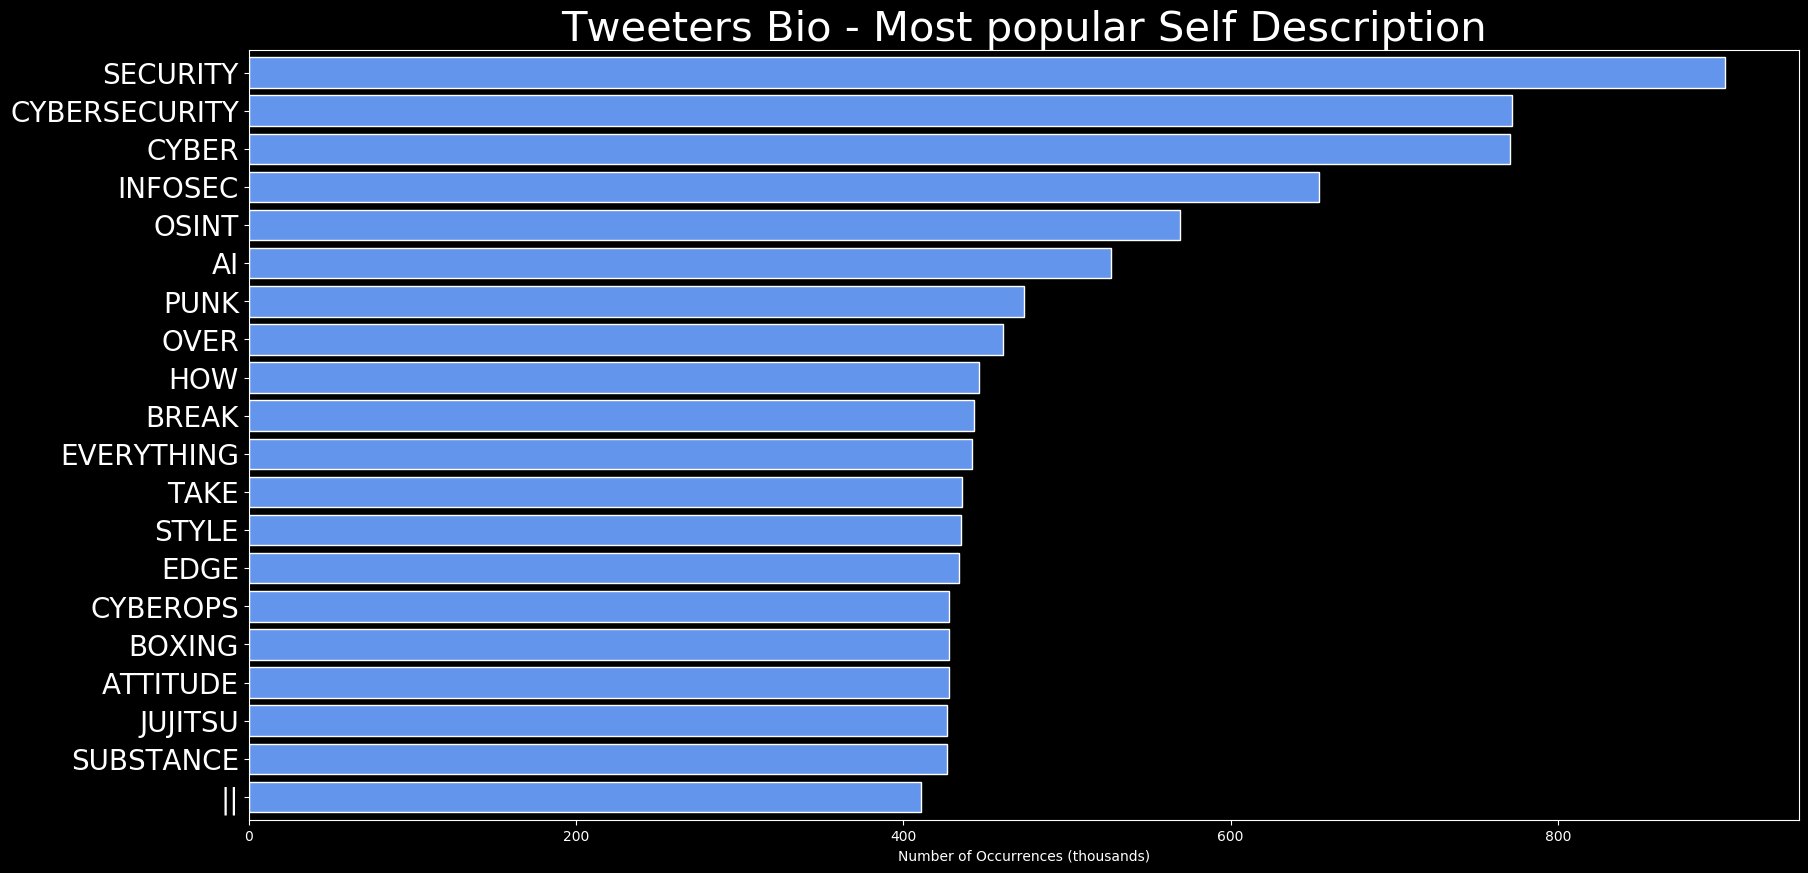 Tweeters Bio - Most popular Self Description
SECURITY
CYBERSECURITY
CYBER
INFOSEC
OSINT
AI
PUNK
OVER
HOW
BREAK
EVERYTHING
TAKE
STYLE
EDGE
CYBEROPS
BOXING
ATTITUDE
JUJITSU
SUBSTANCE
||
0 200 400 600 800
Number of Occurrences (thousands)